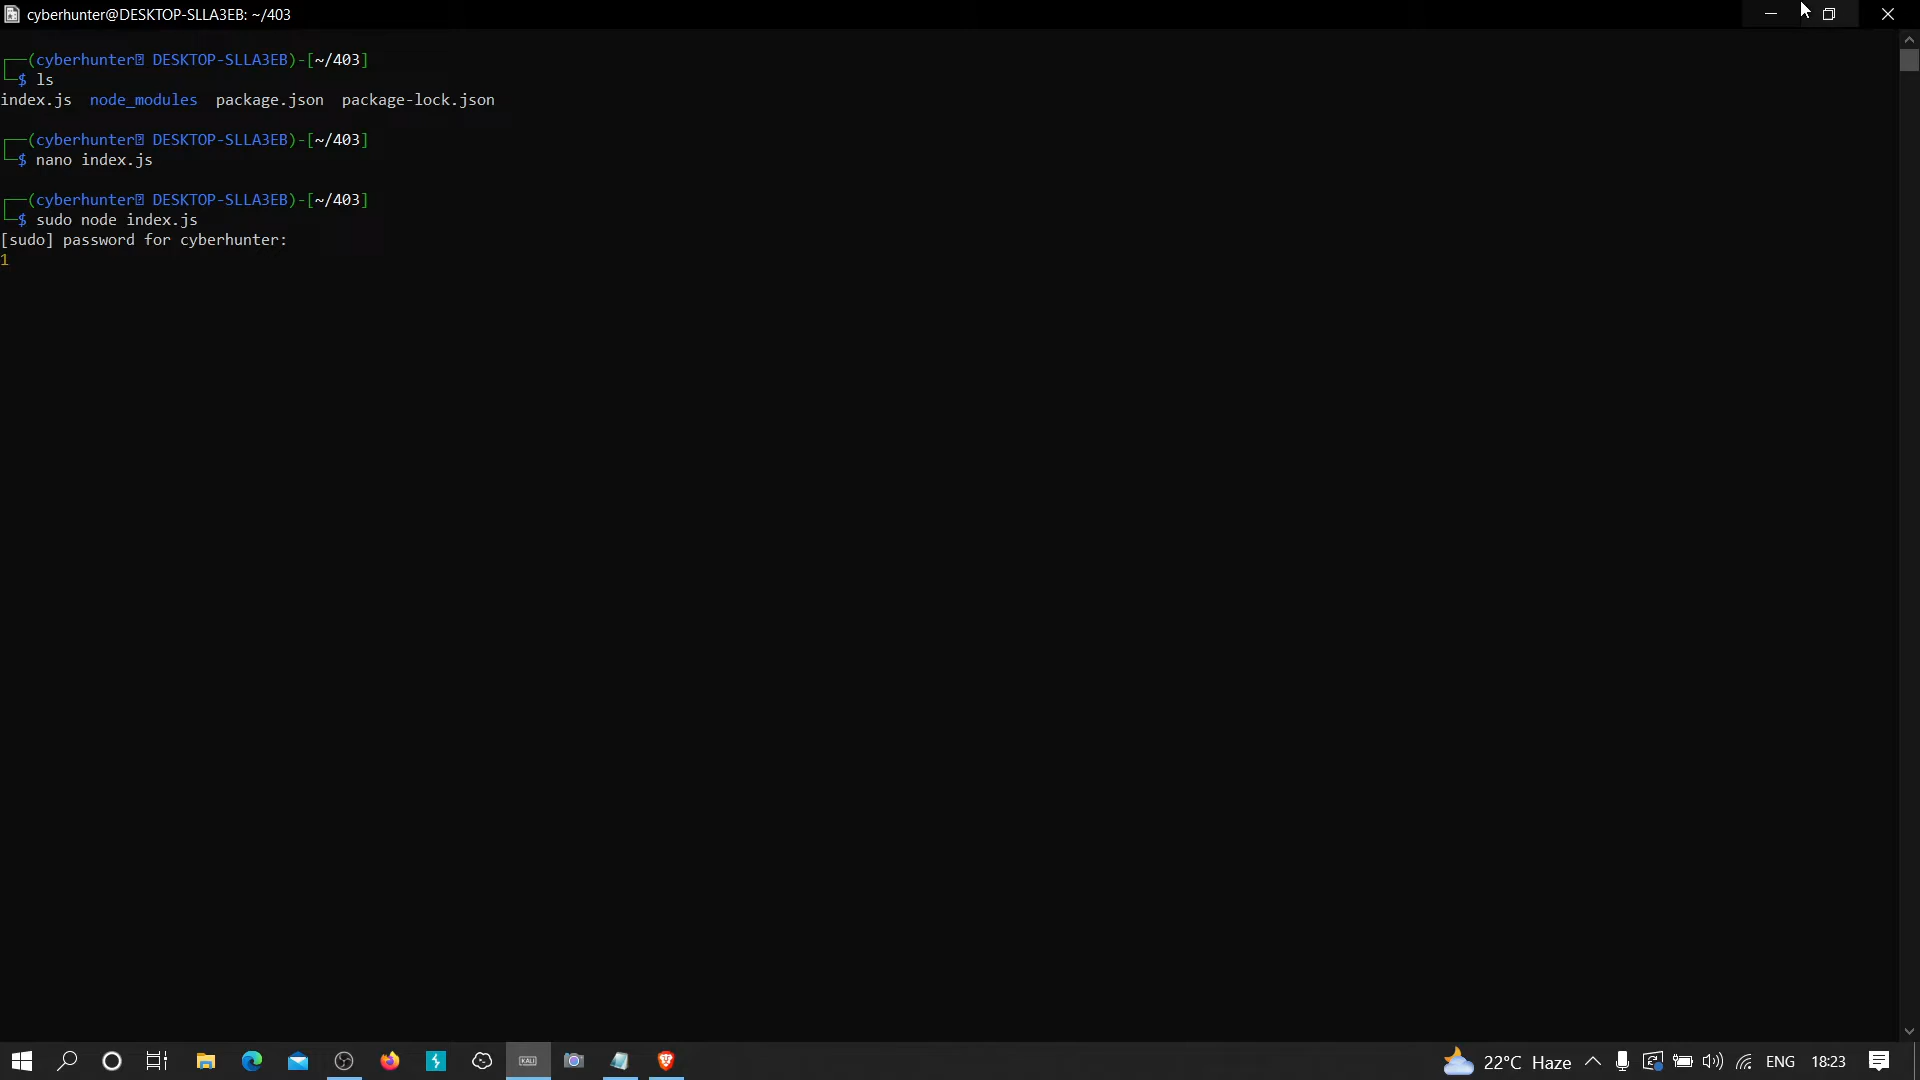 cyberhunter@DESKTOP-SLLA3EB: ~/403
┌──(cyberhunter⍰ DESKTOP-SLLA3EB)-[~/403]
└─$ ls
index.js  node_modules  package.json  package-lock.json
┌──(cyberhunter⍰ DESKTOP-SLLA3EB)-[~/403]
└─$ nano index.js
┌──(cyberhunter⍰ DESKTOP-SLLA3EB)-[~/403]
└─$ sudo node index.js
[sudo] password for cyberhunter:
1
KALI 22°C Haze ENG 18:23